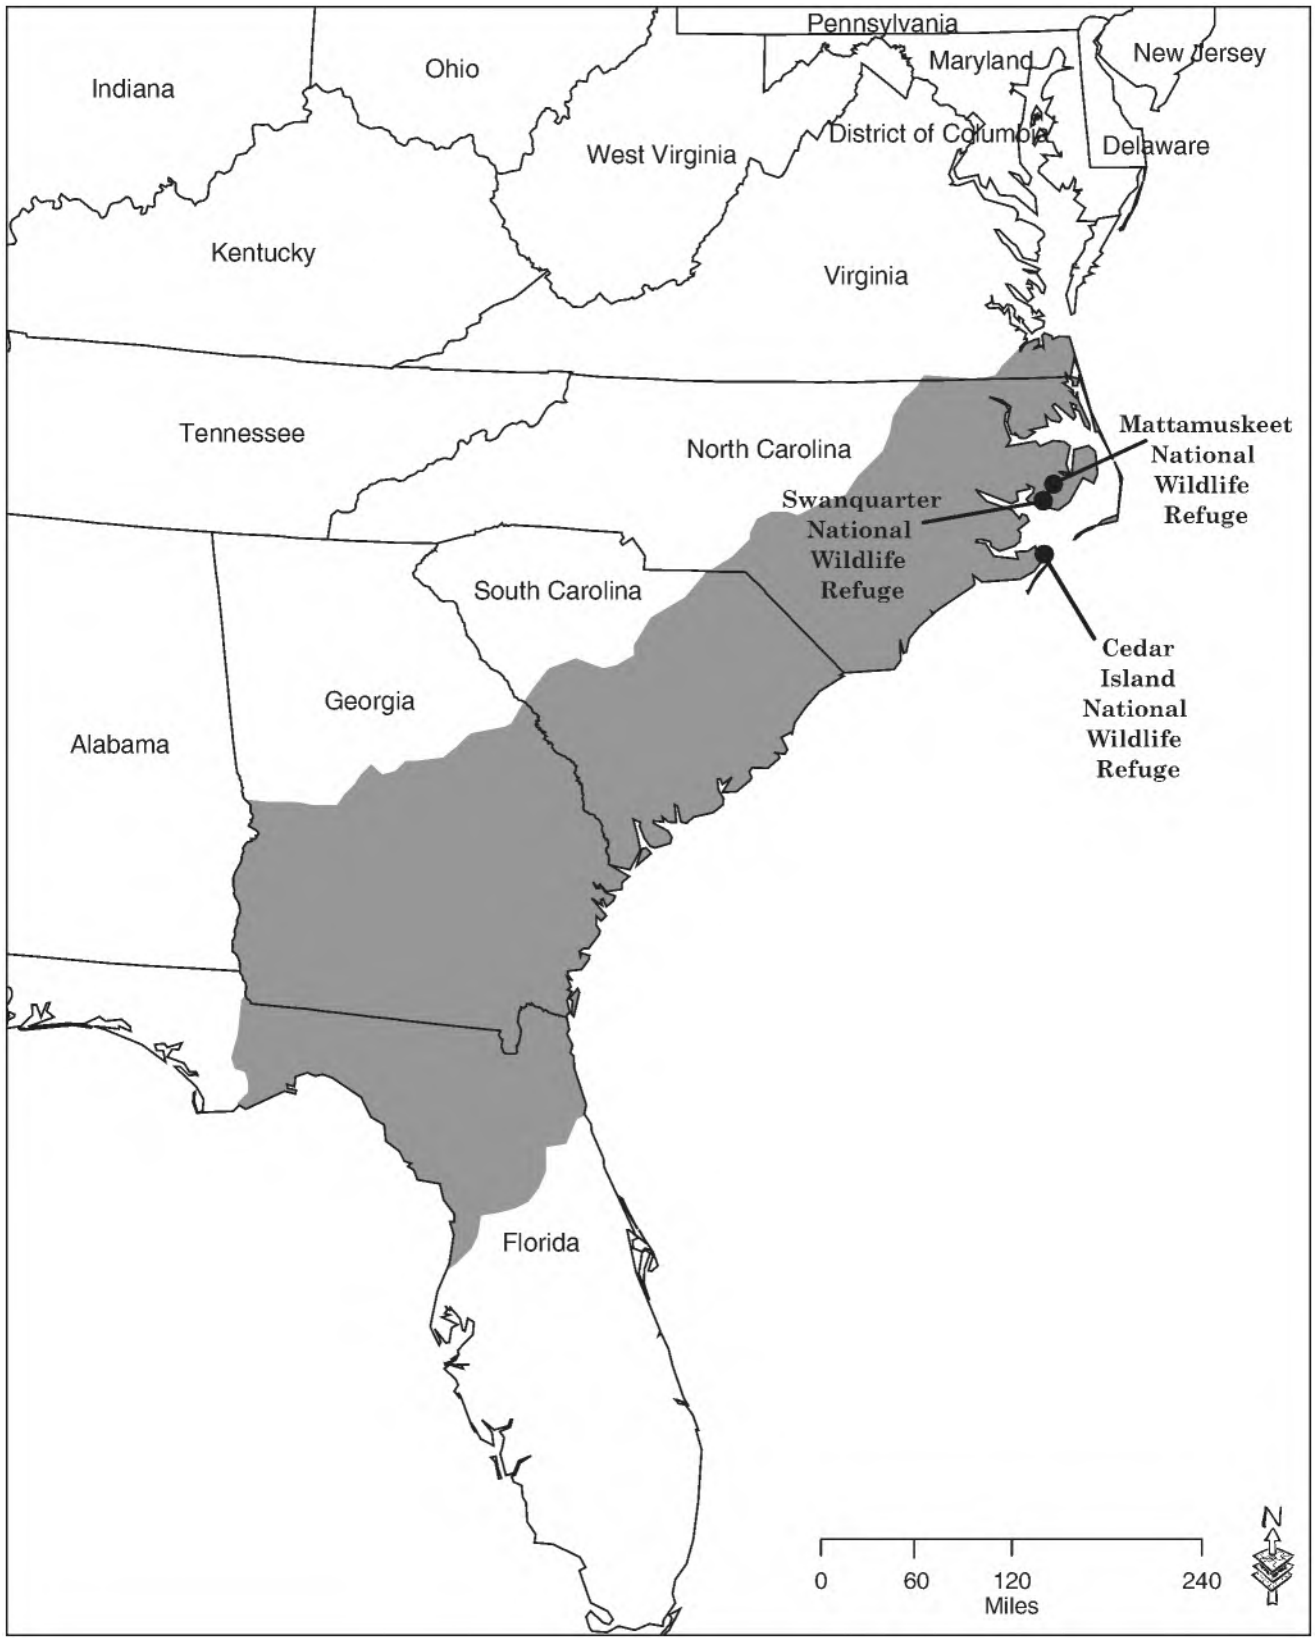 Pennsylvania
Indiana
Ohio
Maryland
New Jersey
West Virginia
District of Columbia
Delaware
Kentucky
Virginia
Tennessee
North Carolina
Mattamuskeet
National
Wildlife
Refuge
Swanquarter
National
Wildlife
Refuge
South Carolina
Cedar
Island
National
Wildlife
Refuge
Georgia
Alabama
Florida
N
0 60 120 240
Miles